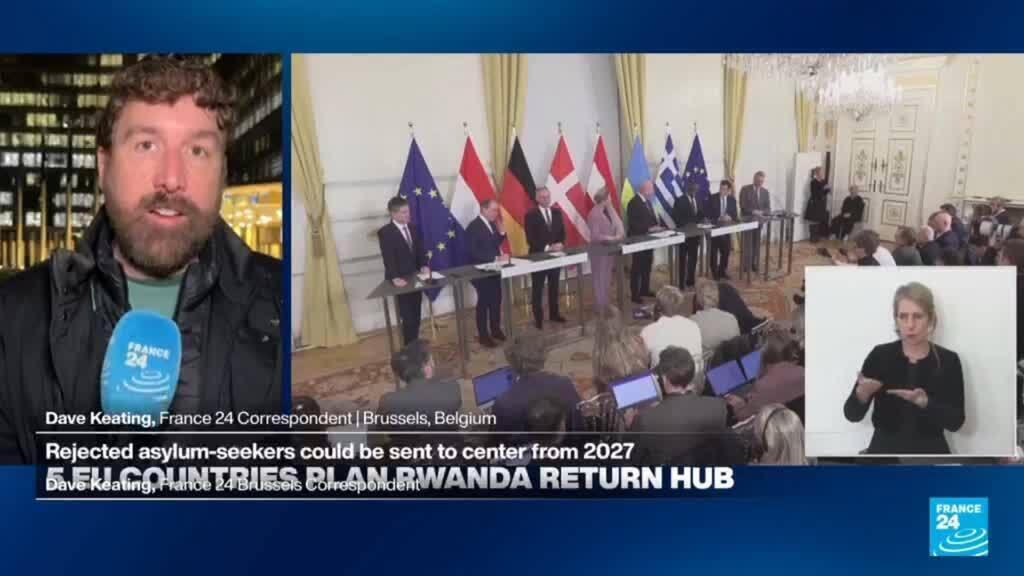 FRANCE
24
Dave Keating, France 24 Correspondent | Brussels, Belgium
Rejected asylum-seekers could be sent to center from 2027
5 EU COUNTRIES PLAN RWANDA RETURN HUB
Dave Keating, France 24 Brussels Correspondent
FRANCE
24